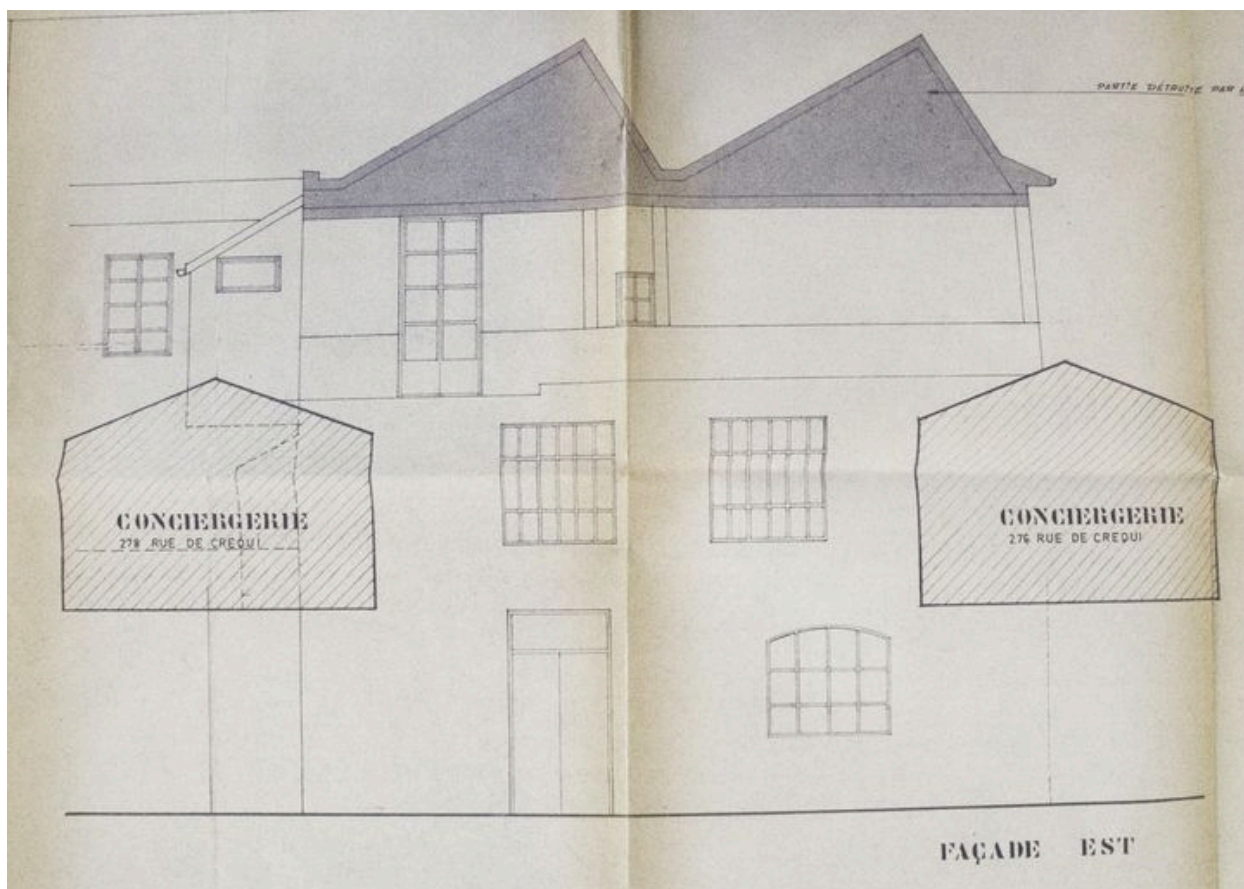 PARTIE DÉTRUITE PAR
CONCIERGERIE
278 RUE DE CREQUI
CONCIERGERIE
276 RUE DE CREQUI
FAÇADE EST